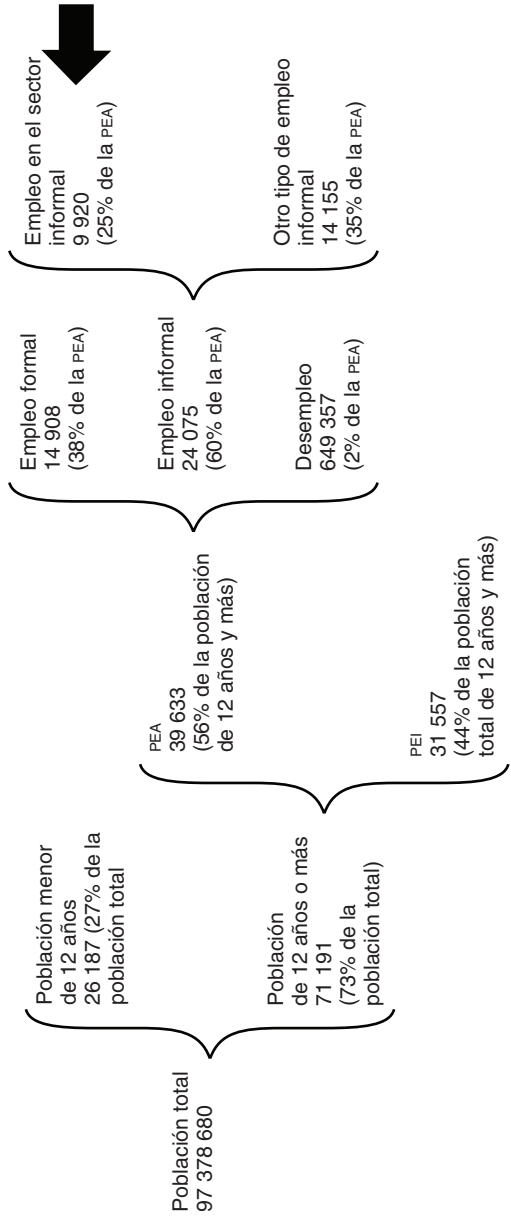 Población total
97 378 680
Población menor
de 12 años
26 187 (27% de la
población total
Población
de 12 años o más
71 191
(73% de la
población total)
PEA
39 633
(56% de la población
de 12 años y más)
PEI
31 557
(44% de la población
total de 12 años y más)
Empleo formal
14 908
(38% de la PEA)
Empleo informal
24 075
(60% de la PEA)
Desempleo
649 357
(2% de la PEA)
Empleo en el sector
informal
9 920
(25% de la PEA)
Otro tipo de empleo
informal
14 155
(35% de la PEA)